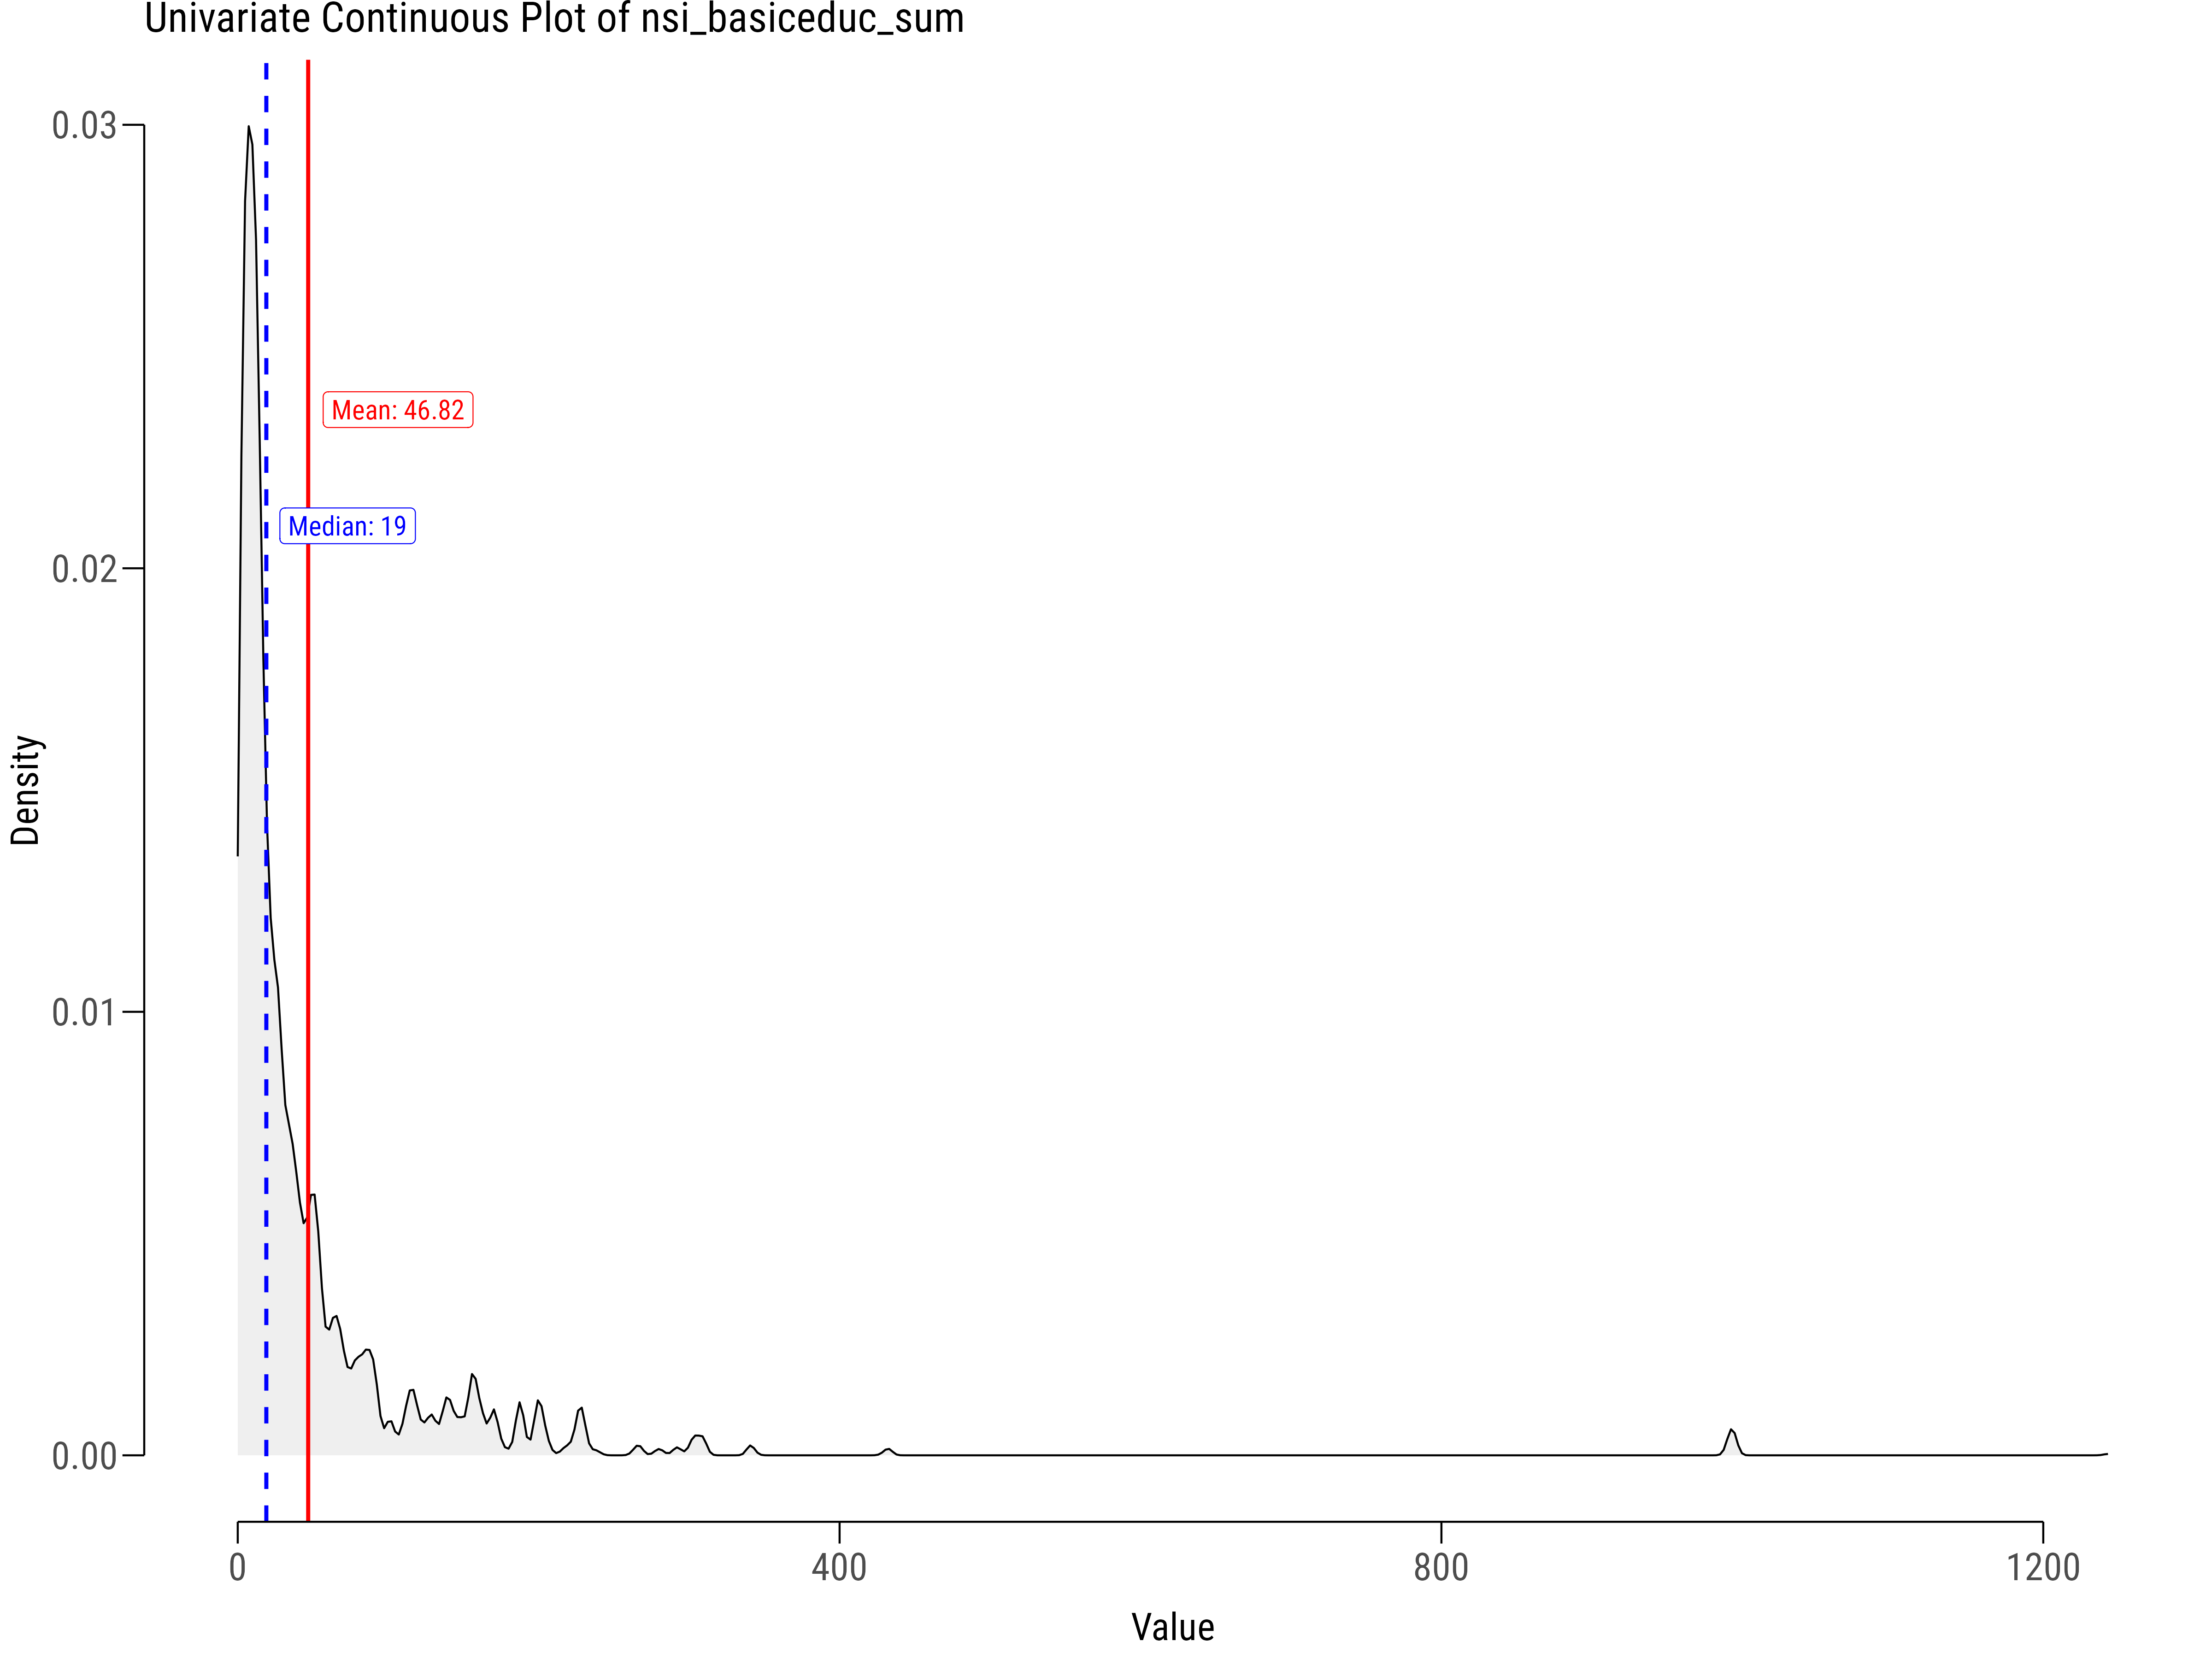 Univariate Continuous Plot of nsi_basiceduc_sum
0.03
Mean: 46.82
Median: 19
0.02
Density
0.01
0.00
0 400 800 1200
Value